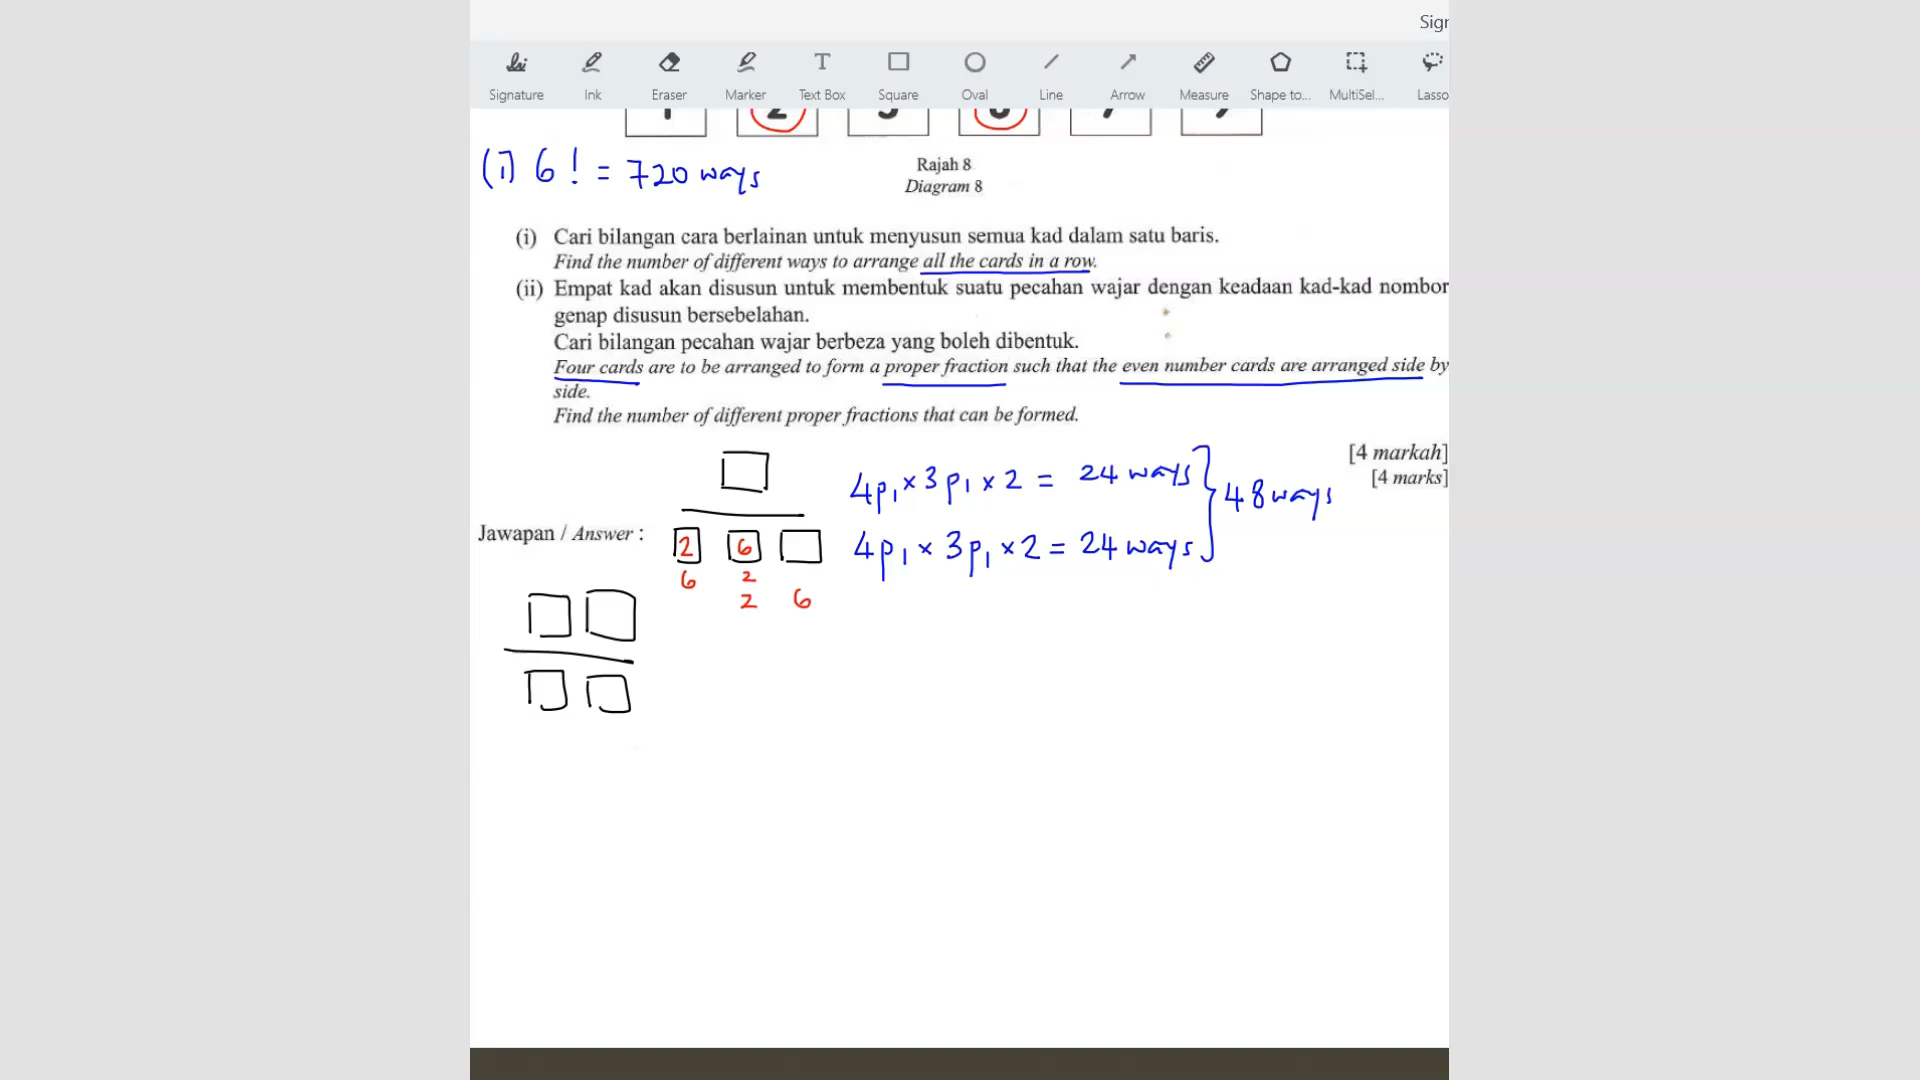 Sign
Signature Ink Eraser Marker Text Box Square Oval Line Arrow Measure Shape to... MultiSel... Lasso
(i) 6! = 720 ways
Rajah 8
Diagram 8
(i) Cari bilangan cara berlainan untuk menyusun semua kad dalam satu baris.
Find the number of different ways to arrange all the cards in a row.
(ii) Empat kad akan disusun untuk membentuk suatu pecahan wajar dengan keadaan kad-kad nombor
genap disusun bersebelahan.
Cari bilangan pecahan wajar berbeza yang boleh dibentuk.
Four cards are to be arranged to form a proper fraction such that the even number cards are arranged side by
side.
Find the number of different proper fractions that can be formed.
[4 markah]
[4 marks]
4P1 × 3P1 × 2 = 24 ways
48 ways
Jawapan / Answer :
2 6
4P1 × 3P1 × 2 = 24 ways
6 2
2 6